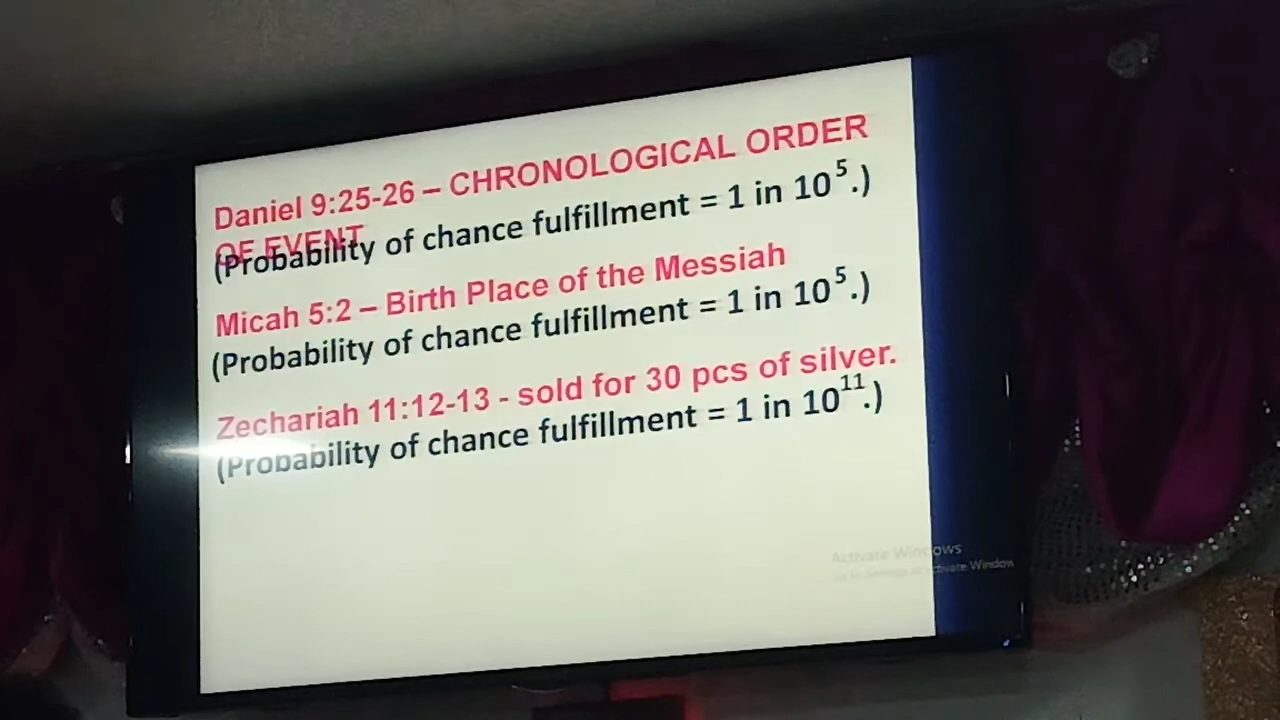 Daniel 9:25-26 – CHRONOLOGICAL ORDER
OF EVENT
(Probability of chance fulfillment = 1 in 10⁵.)
Micah 5:2 – Birth Place of the Messiah
(Probability of chance fulfillment = 1 in 10⁵.)
Zechariah 11:12-13 - sold for 30 pcs of silver.
(Probability of chance fulfillment = 1 in 10¹¹.)
Activate Windows